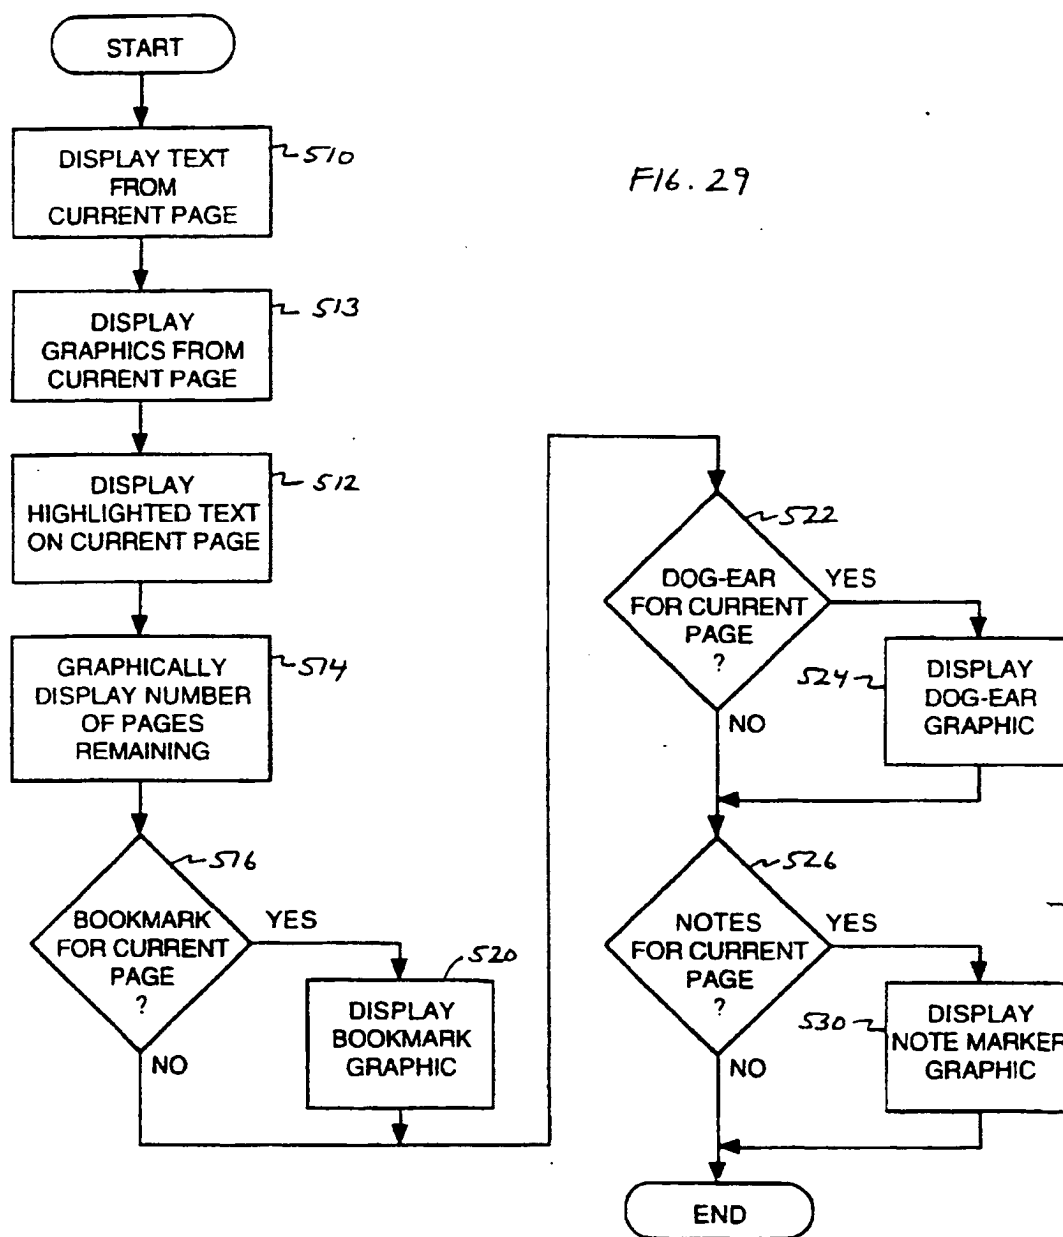 START
DISPLAY TEXT
FROM
CURRENT PAGE
510
FIG. 29
DISPLAY
GRAPHICS FROM
CURRENT PAGE
513
DISPLAY
HIGHLIGHTED TEXT
ON CURRENT PAGE
512
GRAPHICALLY
DISPLAY NUMBER
OF PAGES
REMAINING
514
BOOKMARK
FOR CURRENT
PAGE
?
516
YES
NO
520
DISPLAY
BOOKMARK
GRAPHIC
522
DOG-EAR
FOR CURRENT
PAGE
?
YES
NO
524
DISPLAY
DOG-EAR
GRAPHIC
526
NOTES
FOR CURRENT
PAGE
?
YES
NO
530
DISPLAY
NOTE MARKER
GRAPHIC
END